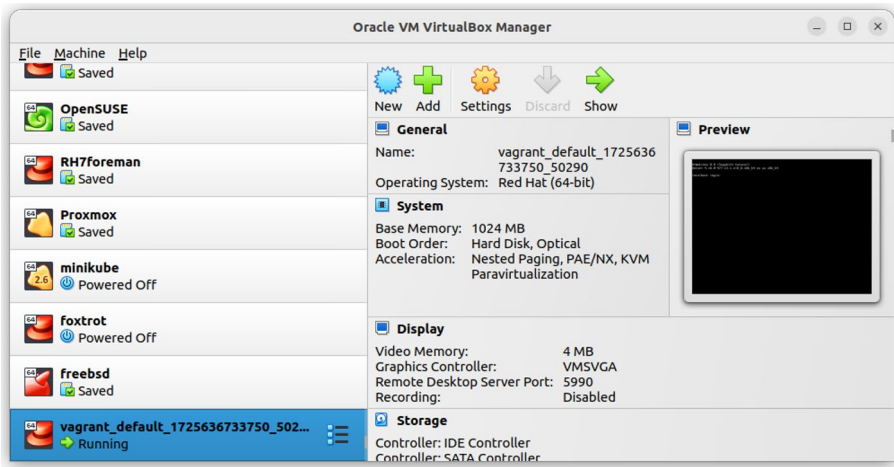 Oracle VM VirtualBox Manager
File Machine Help
Saved
64
OpenSUSE
Saved
64
RH7foreman
Saved
64
Proxmox
Saved
64
2.6
minikube
Powered Off
64
foxtrot
Powered Off
64
freebsd
Saved
64
vagrant_default_1725636733750_502...
Running
New Add Settings Discard Show
General
Name: vagrant_default_1725636
733750_50290
Operating System: Red Hat (64-bit)
System
Base Memory: 1024 MB
Boot Order: Hard Disk, Optical
Acceleration: Nested Paging, PAE/NX, KVM
Paravirtualization
Preview
Display
Video Memory: 4 MB
Graphics Controller: VMSVGA
Remote Desktop Server Port: 5990
Recording: Disabled
Storage
Controller: IDE Controller
Controller: SATA Controller